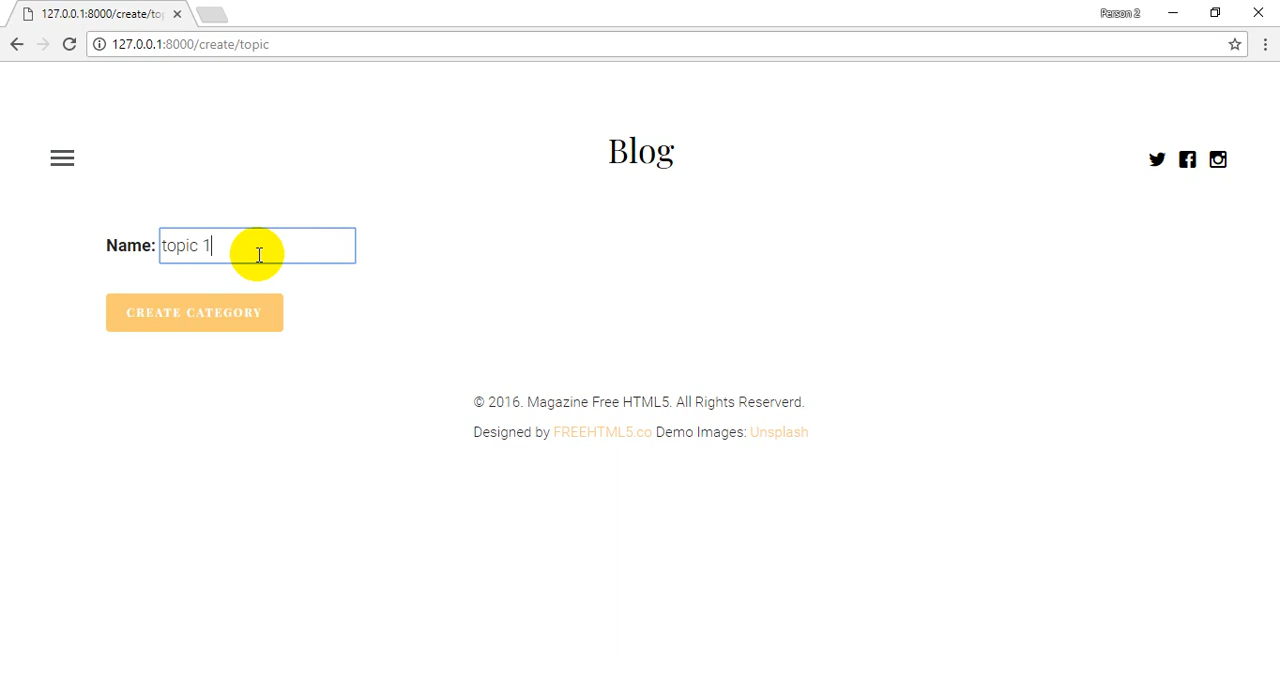 127.0.0.1:8000/create/to
Person 2
127.0.0.1:8000/create/topic
Blog
Name: topic 1
CREATE CATEGORY
© 2016. Magazine Free HTML5. All Rights Reserverd.
Designed by FREEHTML5.co Demo Images: Unsplash